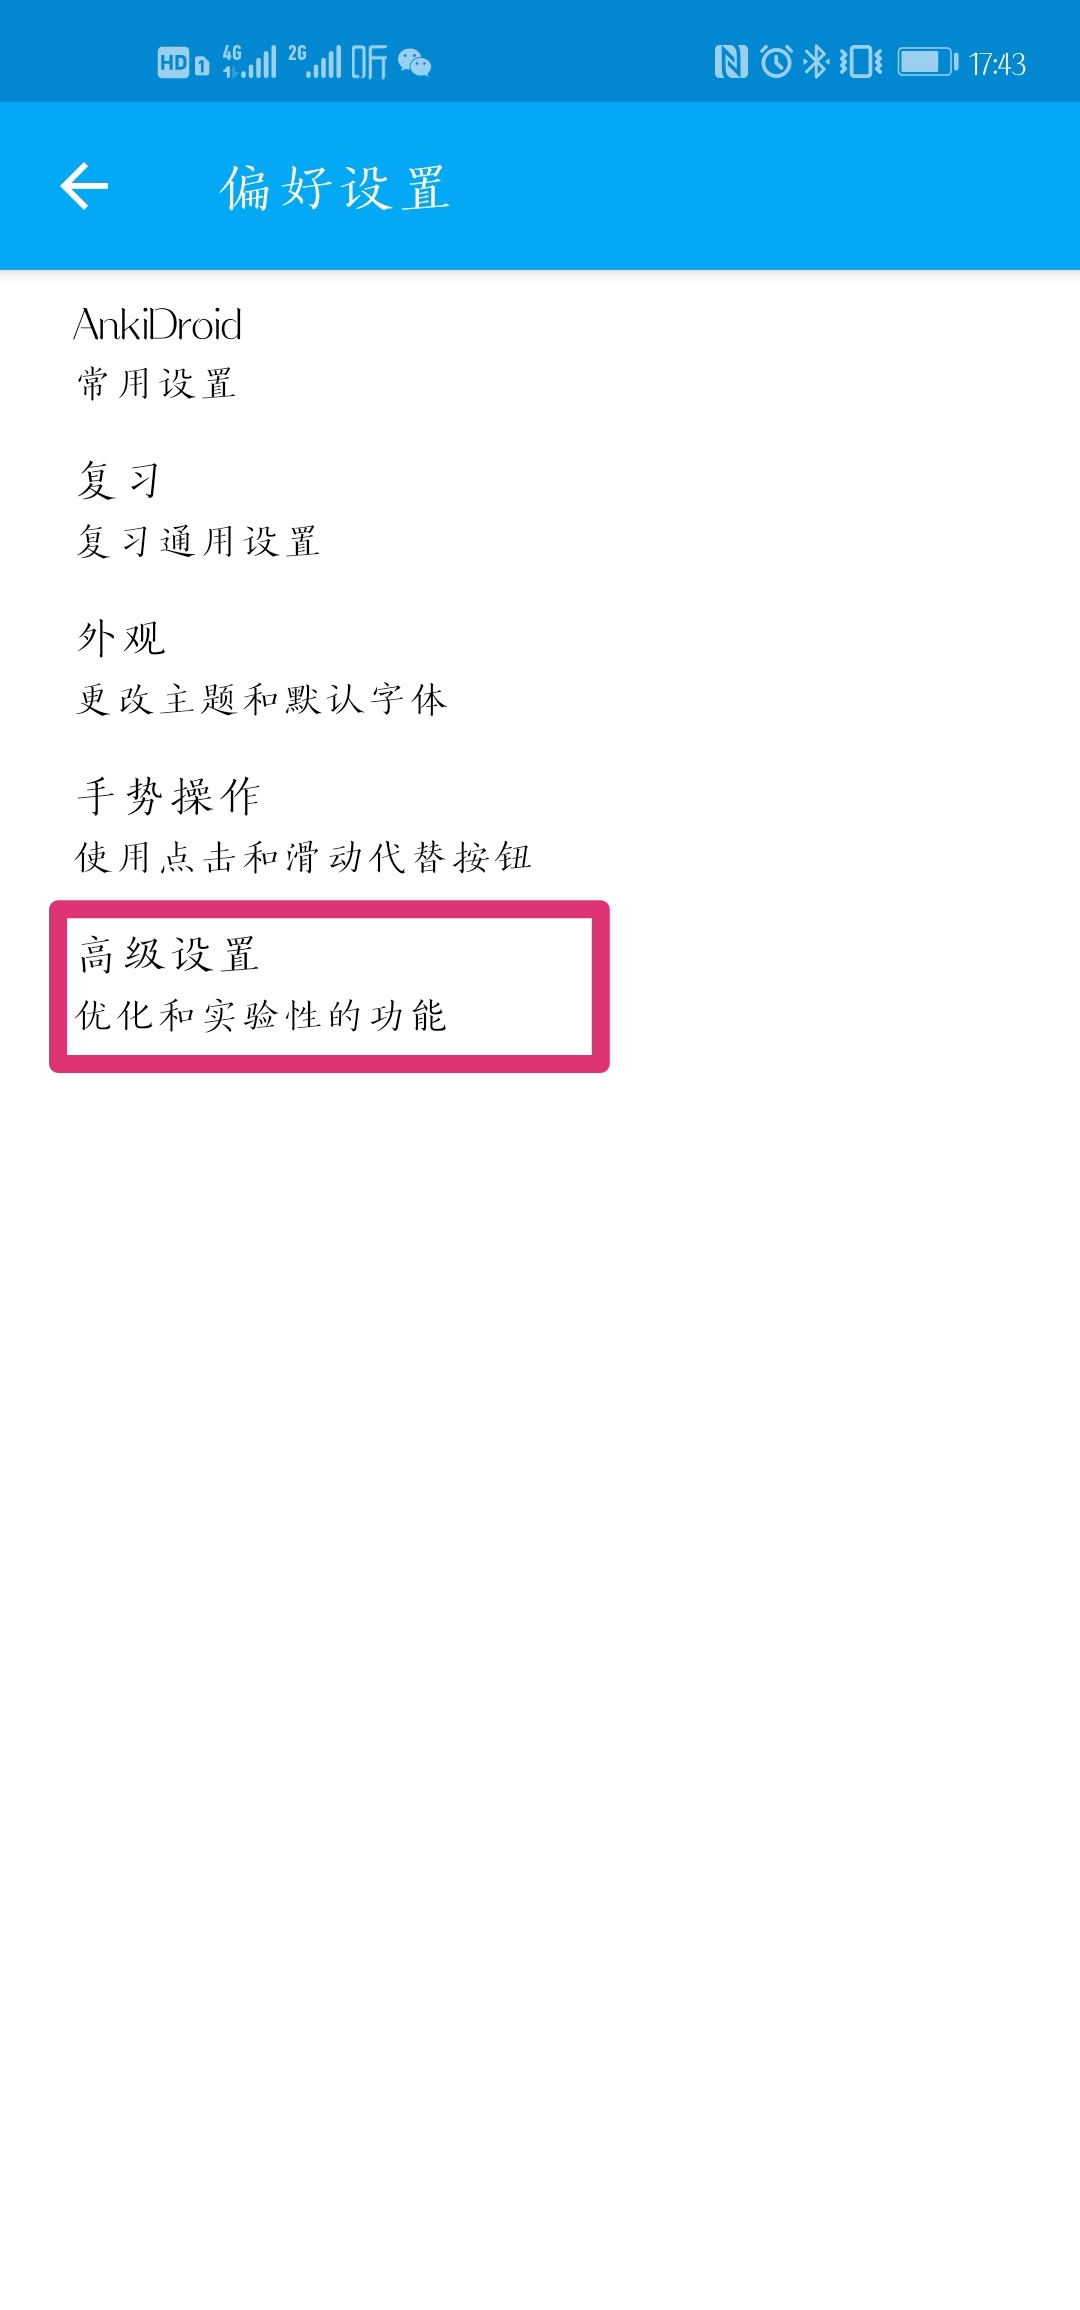 HD 1 4G 1 2G 听 17:43
偏好设置
AnkiDroid
常用设置
复习
复习通用设置
外观
更改主题和默认字体
手势操作
使用点击和滑动代替按钮
高级设置
优化和实验性的功能